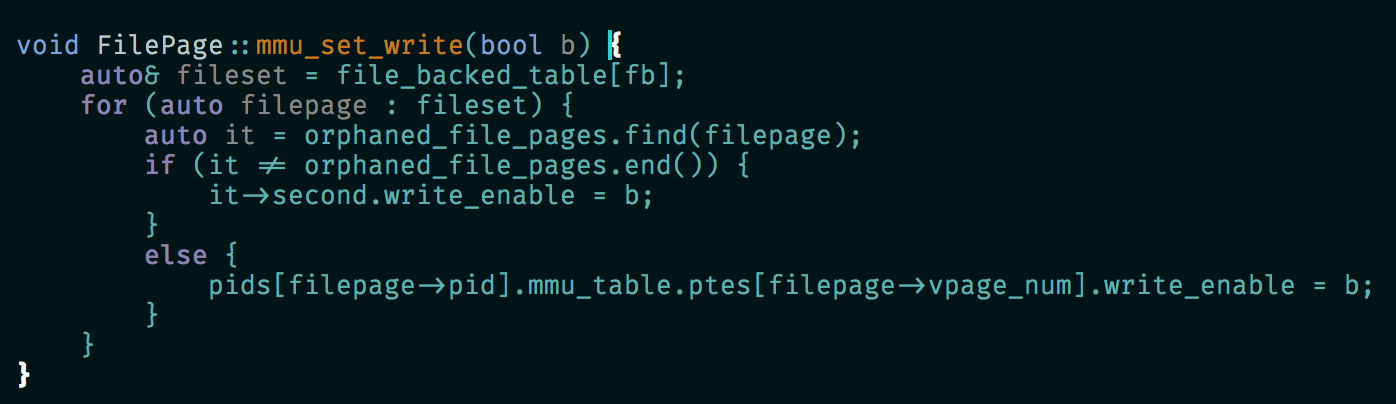 void FilePage::mmu_set_write(bool b) {
    auto& fileset = file_backed_table[fb];
    for (auto filepage : fileset) {
        auto it = orphaned_file_pages.find(filepage);
        if (it != orphaned_file_pages.end()) {
            it->second.write_enable = b;
        }
        else {
            pids[filepage->pid].mmu_table.ptes[filepage->vpage_num].write_enable = b;
        }
    }
}